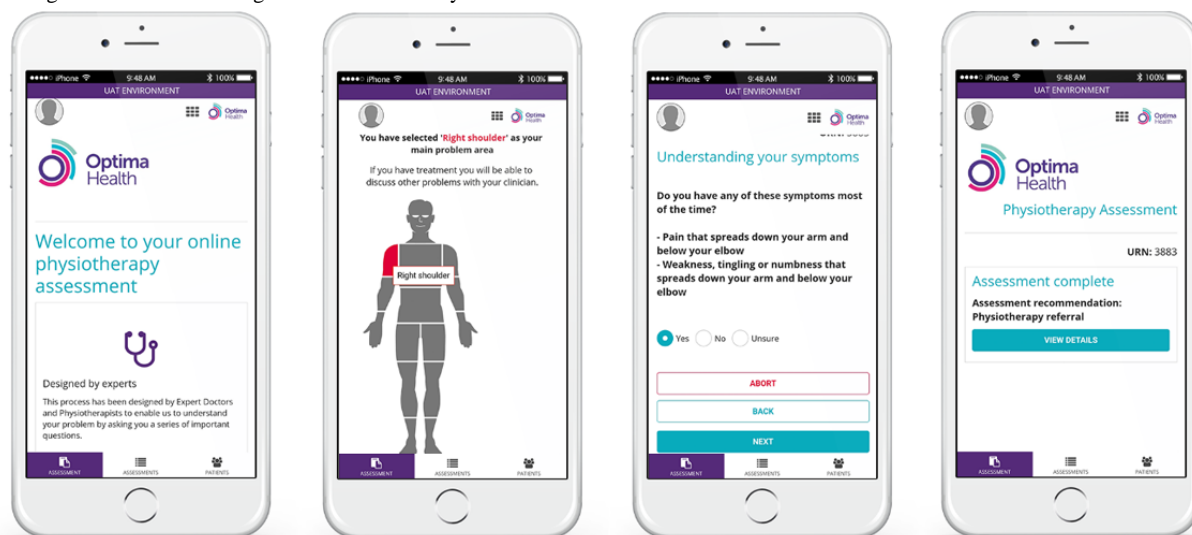 iPhone 9:48 AM 100%
UAT ENVIRONMENT
Optima
Health
Optima
Health
Welcome to your online
physiotherapy
assessment
Designed by experts
This process has been designed by Expert Doctors
and Physiotherapists to enable us to understand
your problem by asking you a series of important
questions.
ASSESSMENT ASSESSMENTS PATIENTS
iPhone 9:48 AM 100%
UAT ENVIRONMENT
Optima
Health
You have selected 'Right shoulder' as your
main problem area
If you have treatment you will be able to
discuss other problems with your clinician.
Right shoulder
iPhone 9:48 AM 100%
UAT ENVIRONMENT
Optima
Health
URN: 3883
Understanding your symptoms
Do you have any of these symptoms most
of the time?
- Pain that spreads down your arm and
below your elbow
- Weakness, tingling or numbness that
spreads down your arm and below your
elbow
Yes No Unsure
ABORT
BACK
NEXT
ASSESSMENT ASSESSMENTS PATIENTS
iPhone 9:48 AM 100%
UAT ENVIRONMENT
Optima
Health
Optima
Health
Physiotherapy Assessment
URN: 3883
Assessment complete
Assessment recommendation:
Physiotherapy referral
VIEW DETAILS
ASSESSMENT ASSESSMENTS PATIENTS